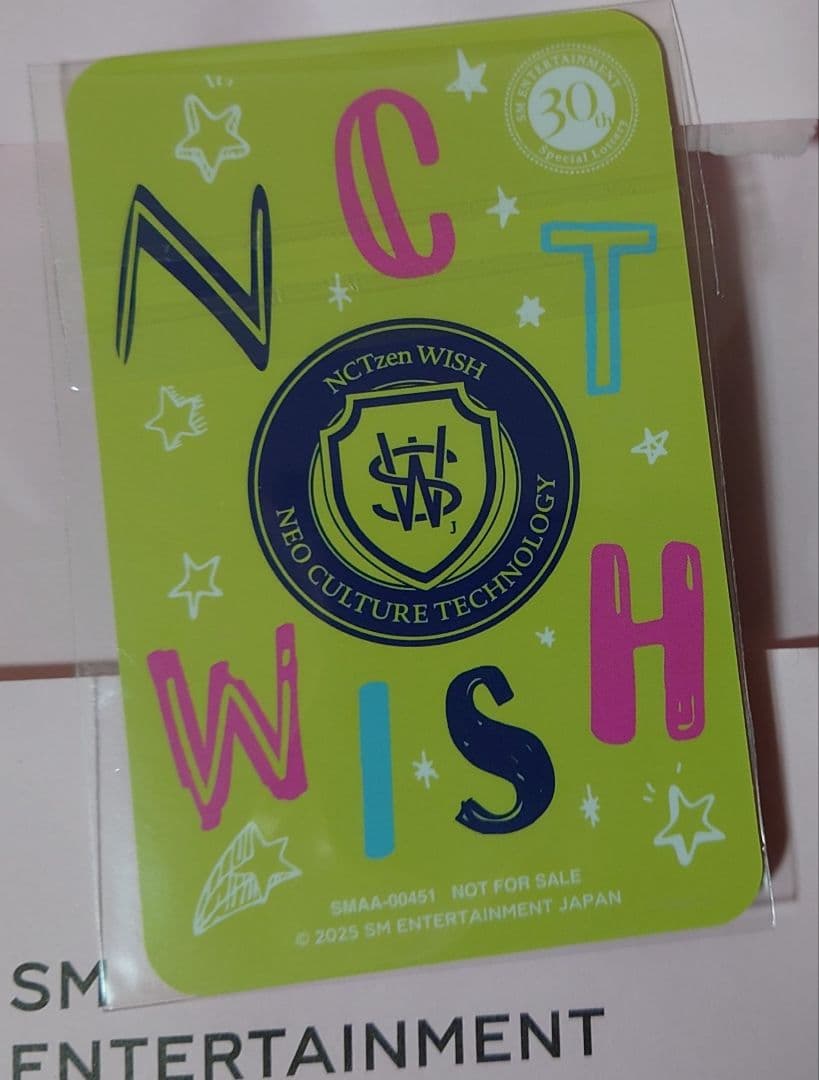 SM ENTERTAINMENT
30th
Special Lottery
NCT
NCTzen WISH
SWJ
NEO CULTURE TECHNOLOGY
WISH
SMAA-00451 NOT FOR SALE
© 2025 SM ENTERTAINMENT JAPAN
SM
ENTERTAINMENT